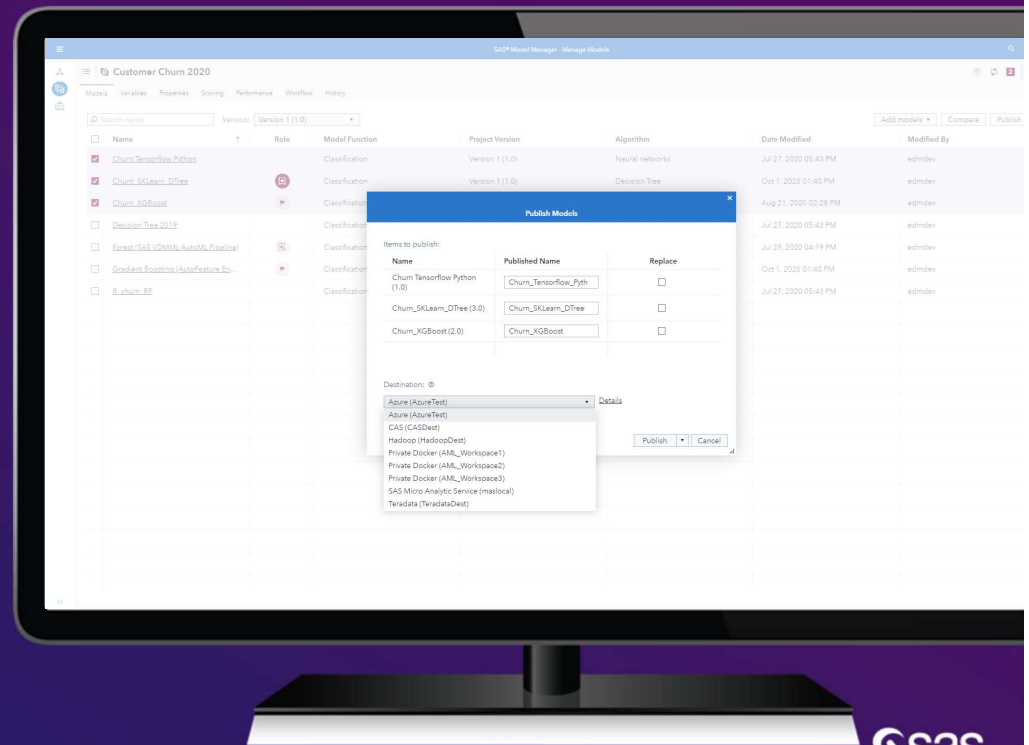 SAS® Model Manager - Manage Models
Customer Churn 2020
2
Models Variables Properties Scoring Performance Workflow History
Search name Version: Version 1 (1.0) Add models Compare Publish
Name Role Model Function Project Version Algorithm Date Modified Modified By
Churn Tensorflow Python Classification Version 1 (1.0) Neural networks Jul 27, 2020 05:43 PM edmdev
Churn_SKLearn_DTree Classification Version 1 (1.0) Decision Tree Oct 1, 2020 01:40 PM edmdev
Churn_XGBoost Classification Aug 21, 2020 02:28 PM edmdev
Decision Tree 2019 Classification Jul 27, 2020 05:43 PM edmdev
Forest (SAS VDMML AutoML Pipeline) Classification Jul 29, 2020 04:19 PM edmdev
Gradient Boosting (AutoFeature En... Classification Oct 1, 2020 01:40 PM edmdev
R_churn_RF Classification Jul 27, 2020 05:43 PM edmdev
Publish Models
Items to publish:
Name Published Name Replace
Churn Tensorflow Python
(1.0) Churn_Tensorflow_Pyth
Churn_SKLearn_DTree (3.0) Churn_SKLearn_DTree
Churn_XGBoost (2.0) Churn_XGBoost
Destination:
Azure (AzureTest) Details
Azure (AzureTest)
CAS (CASDest)
Hadoop (HadoopDest)
Private Docker (AML_Workspace1)
Private Docker (AML_Workspace2)
Private Docker (AML_Workspace3)
SAS Micro Analytic Service (maslocal)
Teradata (TeradataDest)
Publish Cancel
sas